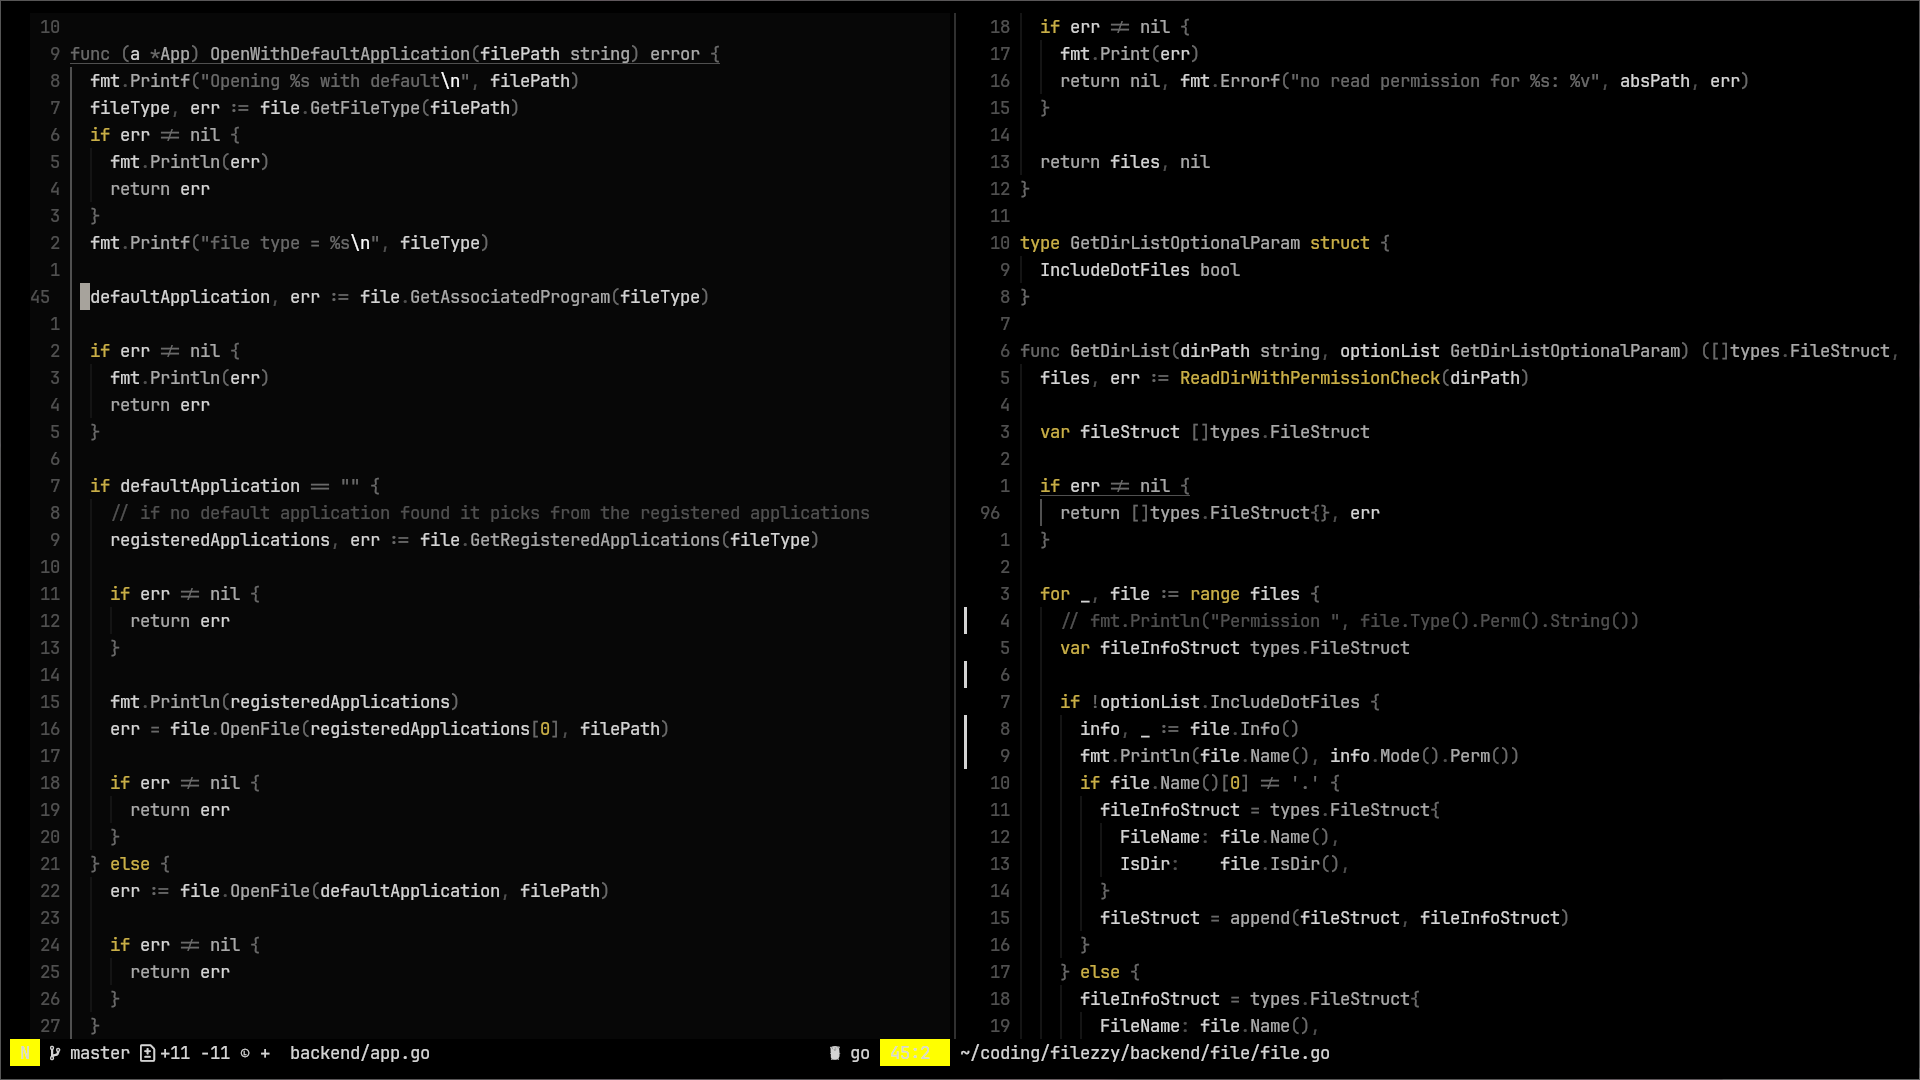 10
9 func (a *App) OpenWithDefaultApplication(filePath string) error {
8   fmt.Printf("Opening %s with default\n", filePath)
7   fileType, err := file.GetFileType(filePath)
6   if err != nil {
5     fmt.Println(err)
4     return err
3   }
2   fmt.Printf("file type = %s\n", fileType)
1
45   defaultApplication, err := file.GetAssociatedProgram(fileType)
1
2   if err != nil {
3     fmt.Println(err)
4     return err
5   }
6
7   if defaultApplication == "" {
8     // if no default application found it picks from the registered applications
9     registeredApplications, err := file.GetRegisteredApplications(fileType)
10
11     if err != nil {
12       return err
13     }
14
15     fmt.Println(registeredApplications)
16     err = file.OpenFile(registeredApplications[0], filePath)
17
18     if err != nil {
19       return err
20     }
21   } else {
22     err := file.OpenFile(defaultApplication, filePath)
23
24     if err != nil {
25       return err
26     }
27   }
N master +11 -11 + backend/app.go go 45:2
18   if err != nil {
17     fmt.Print(err)
16     return nil, fmt.Errorf("no read permission for %s: %v", absPath, err)
15   }
14
13   return files, nil
12 }
11
10 type GetDirListOptionalParam struct {
9   IncludeDotFiles bool
8 }
7
6 func GetDirList(dirPath string, optionList GetDirListOptionalParam) ([]types.FileStruct,
5   files, err := ReadDirWithPermissionCheck(dirPath)
4
3   var fileStruct []types.FileStruct
2
1   if err != nil {
96     return []types.FileStruct{}, err
1   }
2
3   for _, file := range files {
4     // fmt.Println("Permission ", file.Type().Perm().String())
5     var fileInfoStruct types.FileStruct
6
7     if !optionList.IncludeDotFiles {
8       info, _ := file.Info()
9       fmt.Println(file.Name(), info.Mode().Perm())
10       if file.Name()[0] != '.' {
11         fileInfoStruct = types.FileStruct{
12           FileName: file.Name(),
13           IsDir:    file.IsDir(),
14         }
15         fileStruct = append(fileStruct, fileInfoStruct)
16       }
17     } else {
18       fileInfoStruct = types.FileStruct{
19         FileName: file.Name(),
~/coding/filezzy/backend/file/file.go